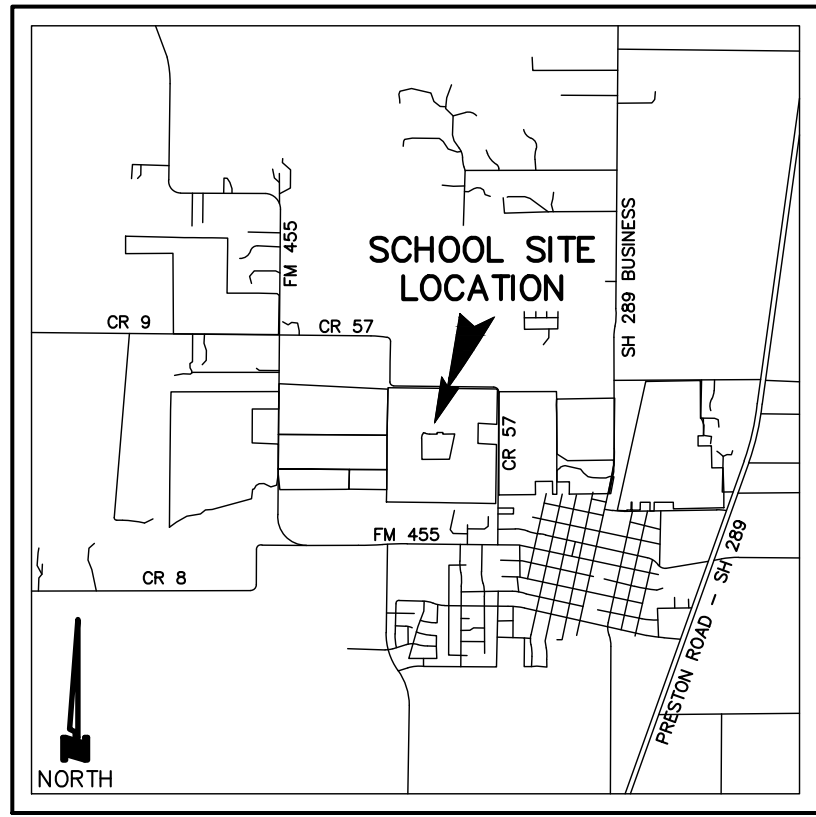 SCHOOL SITE
LOCATION
FM 455
SH 289 BUSINESS
CR 9
CR 57
CR 57
FM 455
CR 8
PRESTON ROAD - SH 289
N
NORTH